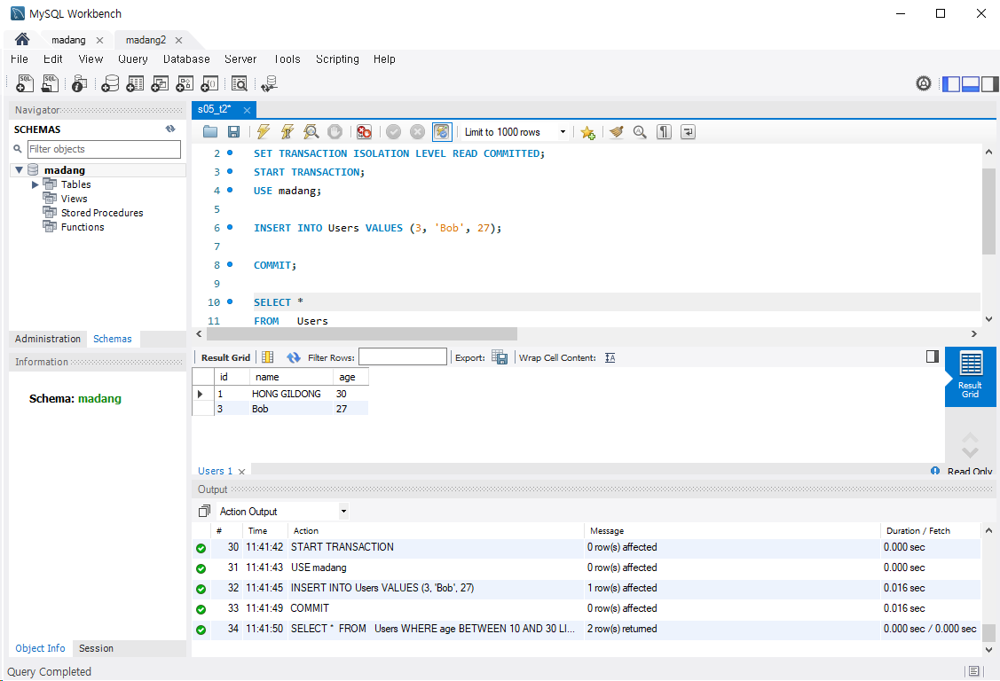 MySQL Workbench
madang
madang2
File Edit View Query Database Server Tools Scripting Help
Navigator
SCHEMAS
Filter objects
madang
Tables
Views
Stored Procedures
Functions
Administration Schemas
Information
Schema: madang
Object Info Session
s05_t2*
Limit to 1000 rows
2 SET TRANSACTION ISOLATION LEVEL READ COMMITTED;
3 START TRANSACTION;
4 USE madang;
5
6 INSERT INTO Users VALUES (3, 'Bob', 27);
7
8 COMMIT;
9
10 SELECT *
11 FROM Users
Result Grid Filter Rows: Export: Wrap Cell Content:
id name age
1 HONG GILDONG 30
3 Bob 27
Result
Grid
Users 1
Read Only
Output
Action Output
# Time Action Message Duration / Fetch
30 11:41:42 START TRANSACTION 0 row(s) affected 0.000 sec
31 11:41:43 USE madang 0 row(s) affected 0.000 sec
32 11:41:45 INSERT INTO Users VALUES (3, 'Bob', 27) 1 row(s) affected 0.016 sec
33 11:41:49 COMMIT 0 row(s) affected 0.016 sec
34 11:41:50 SELECT * FROM Users WHERE age BETWEEN 10 AND 30 LI... 2 row(s) returned 0.000 sec / 0.000 sec
Query Completed